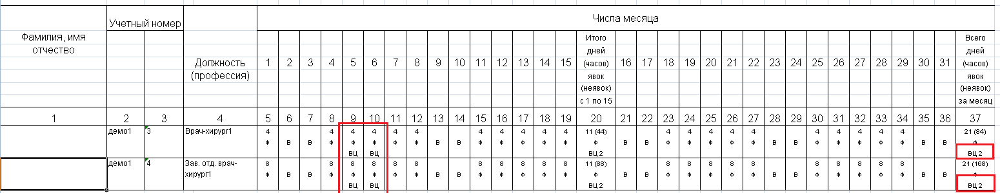 Фамилия, имя
отчество
Учетный номер
Должность
(профессия)
Числа месяца
1 2 3 4 5 6 7 8 9 10 11 12 13 14 15
Итого
дней
(часов)
явок
(неявок)
с 1 по 15
16 17 18 19 20 21 22 23 24 25 26 27 28 29 30 31
Всего
дней
(часов)
явок
(неявок)
за месяц
1 2 3 4 5 6 7 8 9 10 11 12 13 14 15 16 17 18 19 20 21 22 23 24 25 26 27 28 29 30 31 32 33 34 35 36 37
демо1 3 Врач-хирург1 4 4 4 4 4 4 4 4 4 4 4 11 (44) 4 4 4 4 4 4 4 4 4 4 21 (84)
Ф В В Ф Ф Ф Ф Ф В В Ф Ф Ф Ф Ф Ф В В Ф Ф Ф Ф Ф В В Ф Ф Ф Ф Ф В В Ф
ВЦ ВЦ ВЦ 2 ВЦ 2
демо1 4 Зав. отд. врач- 8 8 8 8 8 8 8 8 8 8 8 11 (88) 8 8 8 8 8 8 8 8 8 8 21 (168)
хирург1 Ф В В Ф Ф Ф Ф Ф В В Ф Ф Ф Ф Ф Ф В В Ф Ф Ф Ф Ф В В Ф Ф Ф Ф Ф В В Ф
ВЦ ВЦ ВЦ 2 ВЦ 2